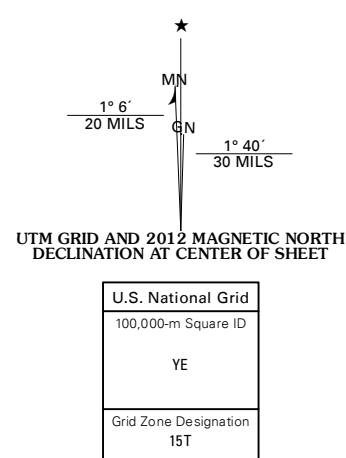 ★
MN
1° 6´
20 MILS
GN
1° 40´
30 MILS
UTM GRID AND 2012 MAGNETIC NORTH
DECLINATION AT CENTER OF SHEET
U.S. National Grid
100,000-m Square ID
YE
Grid Zone Designation
15T